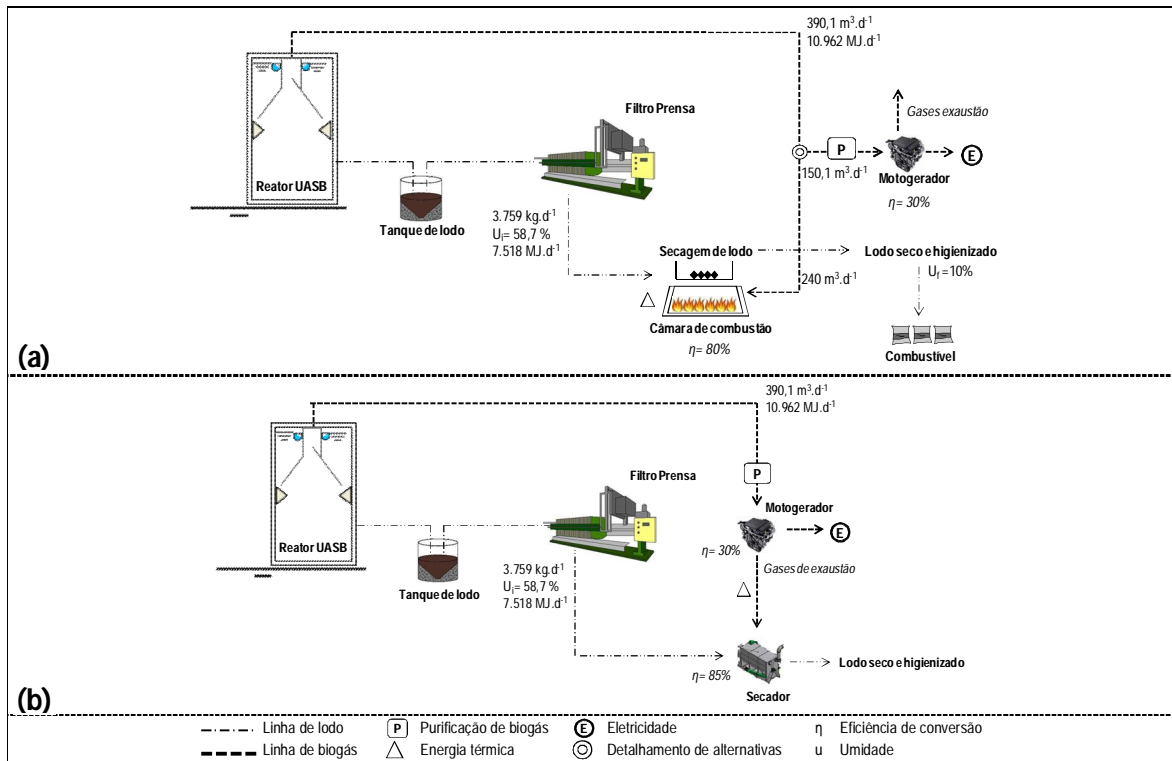 390,1 m³.d⁻¹
10.962 MJ.d⁻¹
Gases exaustão
Filtro Prensa
P
E
150,1 m³.d⁻¹
Motogerador
η= 30%
Reator UASB
Tanque de lodo
3.759 kg.d⁻¹
Uᵢ= 58,7 %
7.518 MJ.d⁻¹
Secagem de lodo
Lodo seco e higienizado
U_f =10%
240 m³.d⁻¹
Câmara de combustão
η= 80%
Combustível
(a)
390,1 m³.d⁻¹
10.962 MJ.d⁻¹
Filtro Prensa
P
Motogerador
E
η= 30%
Gases de exaustão
Reator UASB
Tanque de lodo
3.759 kg.d⁻¹
Uᵢ= 58,7 %
7.518 MJ.d⁻¹
Lodo seco e higienizado
η= 85%
Secador
(b)
Linha de lodo
P Purificação de biogás
E Eletricidade
η Eficiência de conversão
Linha de biogás
Energia térmica
Detalhamento de alternativas
u Umidade